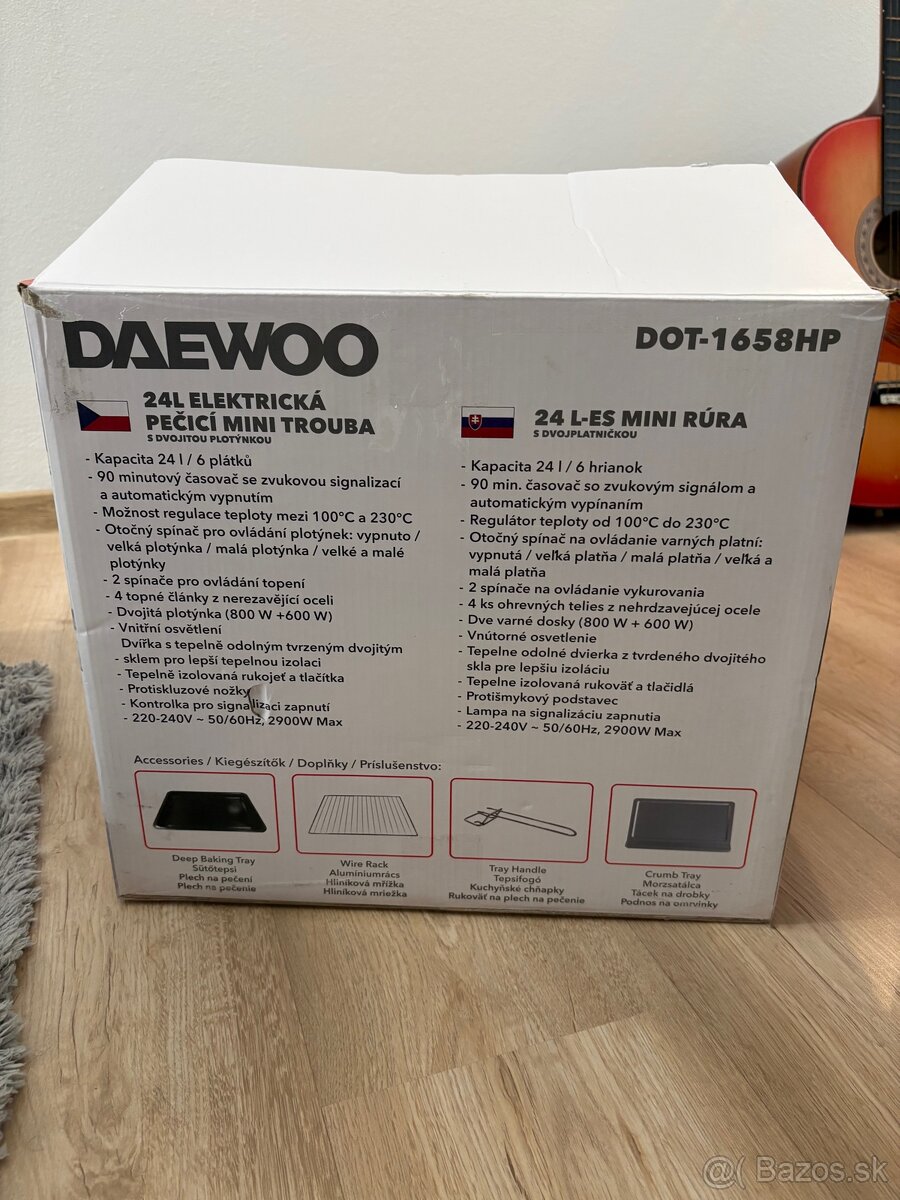 DAEWOO
DOT-1658HP
24L ELEKTRICKÁ
PEČICÍ MINI TROUBA
S DVOJITOU PLOTÝNKOU
- Kapacita 24 l / 6 plátků
- 90 minutový časovač se zvukovou signalizací
a automatickým vypnutím
- Možnost regulace teploty mezi 100°C a 230°C
- Otočný spínač pro ovládání plotýnek: vypnuto /
velká plotýnka / malá plotýnka / velké a malé
plotýnky
- 2 spínače pro ovládání topení
- 4 topné články z nerezavějící oceli
- Dvojitá plotýnka (800 W +600 W)
- Vnitřní osvětlení
Dvířka s tepelně odolným tvrzeným dvojitým
- sklem pro lepší tepelnou izolaci
- Tepelně izolovaná rukojeť a tlačítka
- Protiskluzové nožky
- Kontrolka pro signalizaci zapnutí
- 220-240V ~ 50/60Hz, 2900W Max
24 L-ES MINI RÚRA
S DVOJPLATNIČKOU
- Kapacita 24 l / 6 hrianok
- 90 min. časovač so zvukovým signálom a
automatickým vypínaním
- Regulátor teploty od 100°C do 230°C
- Otočný spínač na ovládanie varných platní:
vypnutá / veľká platňa / malá platňa / veľká a
malá platňa
- 2 spínače na ovládanie vykurovania
- 4 ks ohrevných telies z nehrdzavejúcej ocele
- Dve varné dosky (800 W + 600 W)
- Vnútorné osvetlenie
- Tepelne odolné dvierka z tvrdeného dvojitého
skla pre lepšiu izoláciu
- Tepelne izolovaná rukoväť a tlačidlá
- Protišmykový podstavec
- Lampa na signalizáciu zapnutia
- 220-240V ~ 50/60Hz, 2900W Max
Accessories / Kiegészítők / Doplňky / Príslušenstvo:
Deep Baking Tray
Sütőtepsi
Plech na pečení
Plech na pečenie
Wire Rack
Alumíniumrács
Hliníková mřížka
Hliníková mriežka
Tray Handle
Tepsifogó
Kuchyňské chňapky
Rukoväť na plech na pečenie
Crumb Tray
Morzsatálca
Tácek na drobky
Podnos na omrvinky
@( Bazos.sk